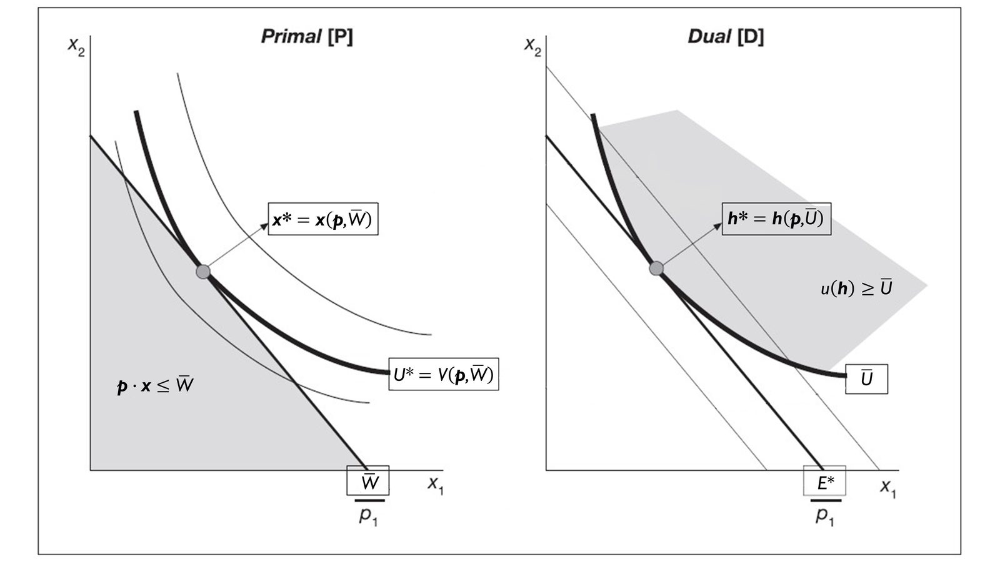 Primal [P]
x₂
x* = x(p,W̅)
U* = V(p,W̅)
p · x ≤ W̅
W̅
p₁
x₁
Dual [D]
x₂
h* = h(p,U̅)
u(h) ≥ U̅
U̅
E*
p₁
x₁